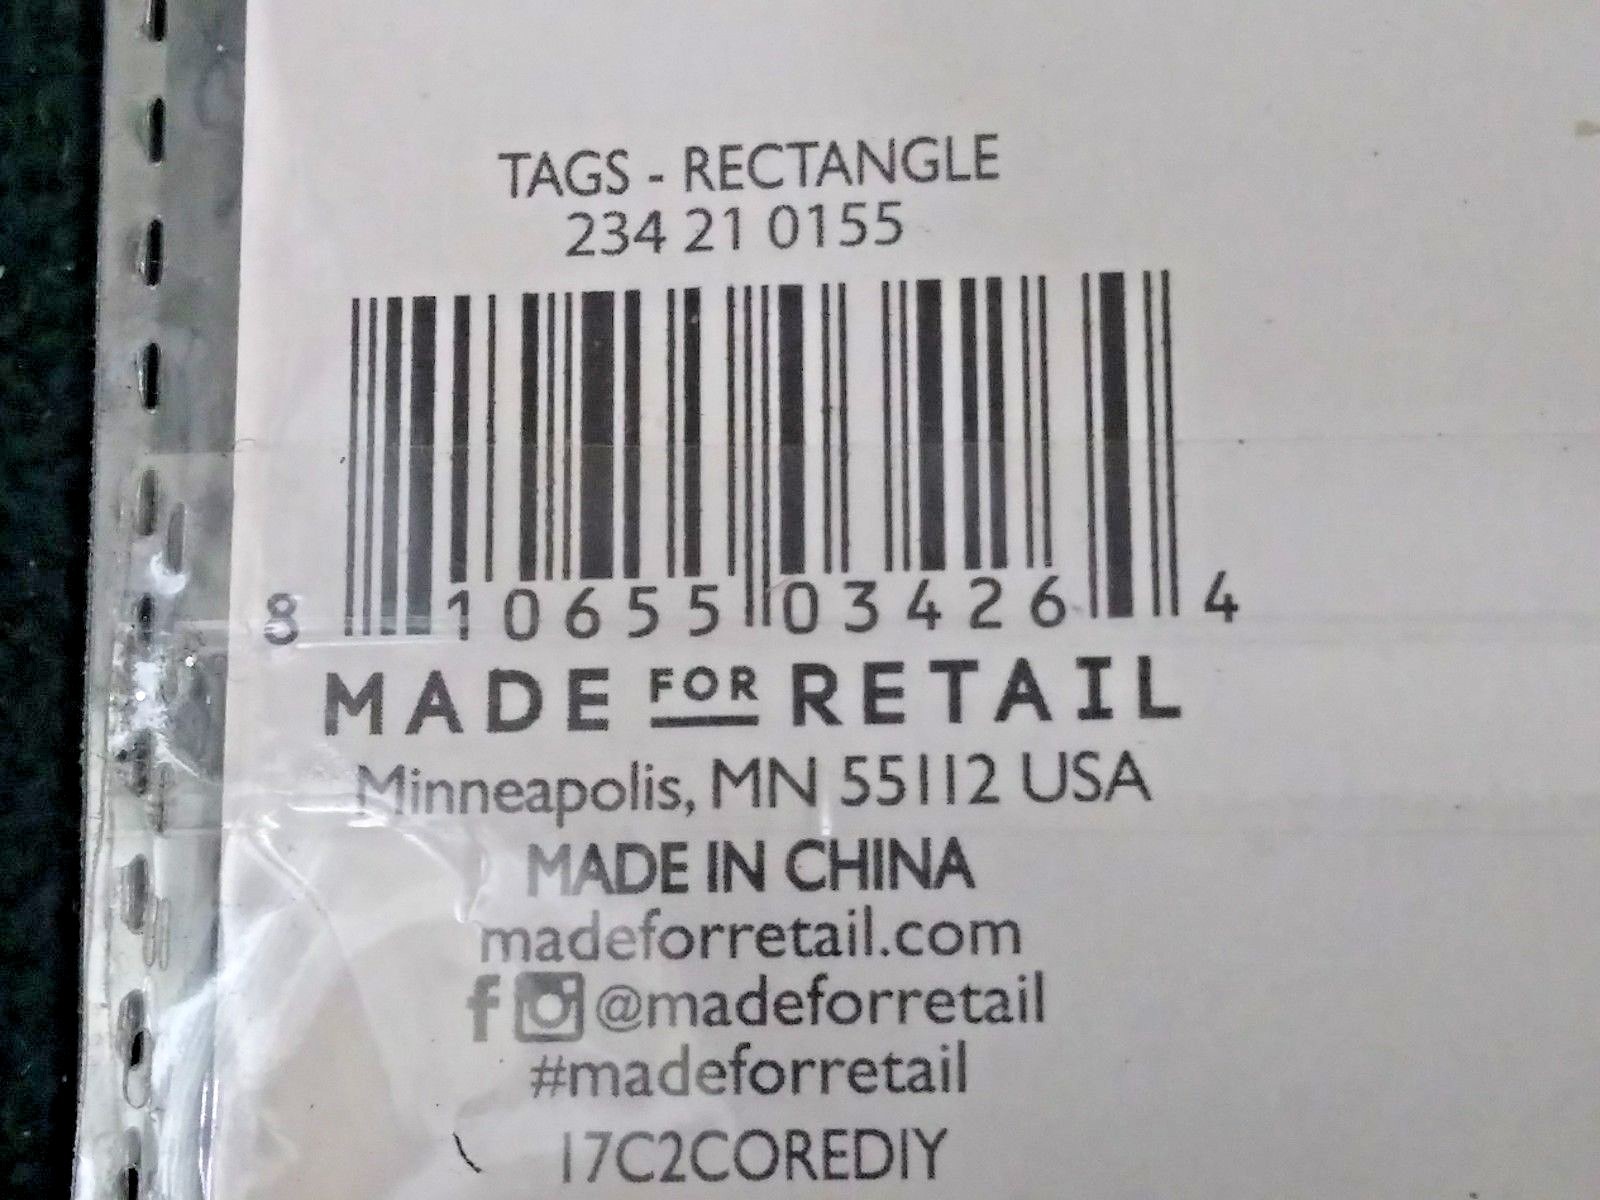 TAGS - RECTANGLE
234 21 0155
8 10655 03426 4
MADE FOR RETAIL
Minneapolis, MN 55112 USA
MADE IN CHINA
madeforretail.com
f @madeforretail
#madeforretail
17C2COREDIY